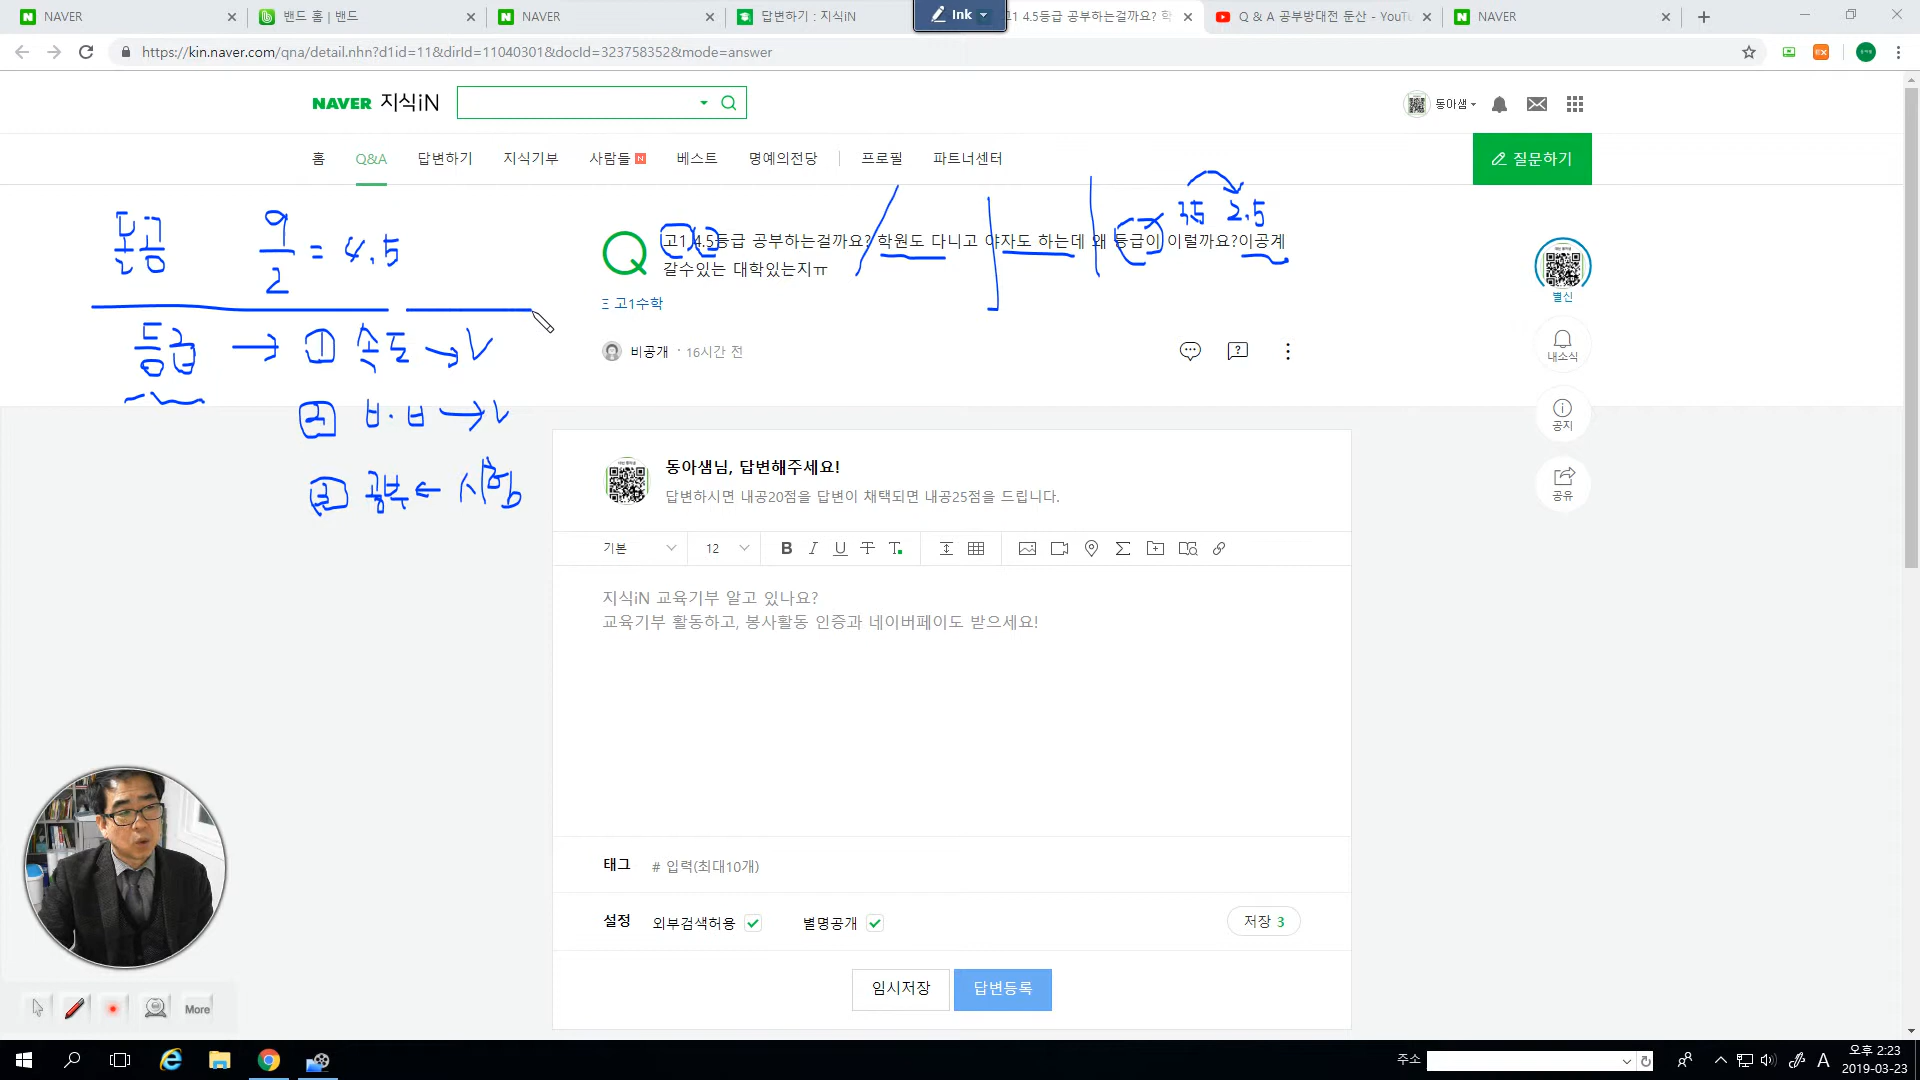 NAVER
밴드 홈 | 밴드
NAVER
답변하기 : 지식iN
Ink
고1 4.5등급 공부하는걸까요? 학
Q & A 공부방대전 둔산 - YouTu
NAVER
https://kin.naver.com/qna/detail.nhn?d1id=11&dirId=11040301&docId=323758352&mode=answer
NAVER 지식iN
동아샘
홈
Q&A
답변하기
지식기부
사람들 N
베스트
명예의전당
프로필
파트너센터
질문하기
3.5 2.5
9
2
= 4.5
Q
고1 4.5등급 공부하는걸까요? 학원도 다니고 야자도 하는데 왜 등급이 이럴까요?이공계
갈수있는 대학있는지ㅠ
고1수학
비공개 · 16시간 전
등급 → 1 속도 → V
2 ㅂ.ㅂ → V
3 공부 ← 시험
별신
내소식
공지
공유
동아샘님, 답변해주세요!
답변하시면 내공20점을 답변이 채택되면 내공25점을 드립니다.
기본
12
B I U T T
지식iN 교육기부 알고 있나요?
교육기부 활동하고, 봉사활동 인증과 네이버페이도 받으세요!
태그
# 입력(최대10개)
설정
외부검색허용
별명공개
저장 3
임시저장
답변등록
More
주소
A
오후 2:23
2019-03-23